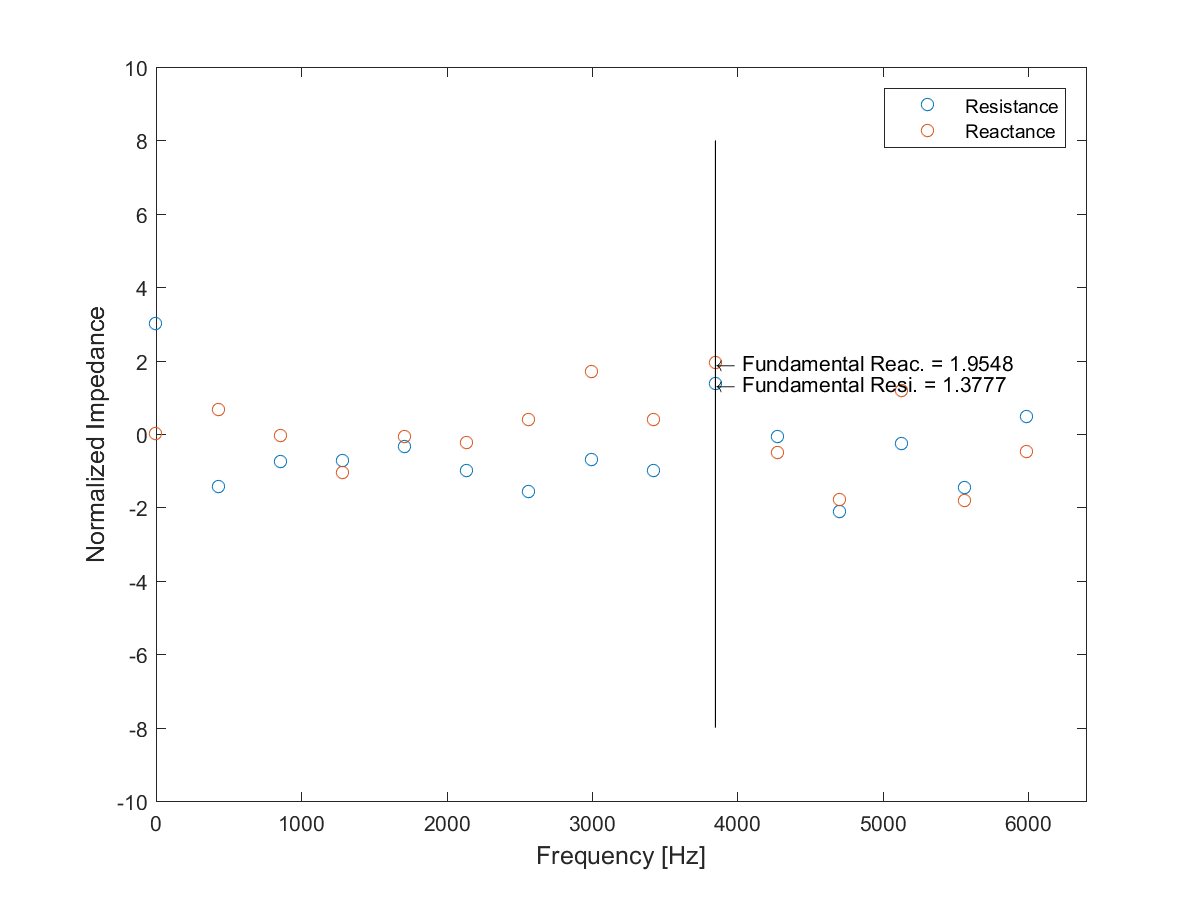 10
8
6
4
2
0
-2
-4
-6
-8
-10
Normalized Impedance
Resistance
Reactance
← Fundamental Reac. = 1.9548
← Fundamental Resi. = 1.3777
0 1000 2000 3000 4000 5000 6000
Frequency [Hz]